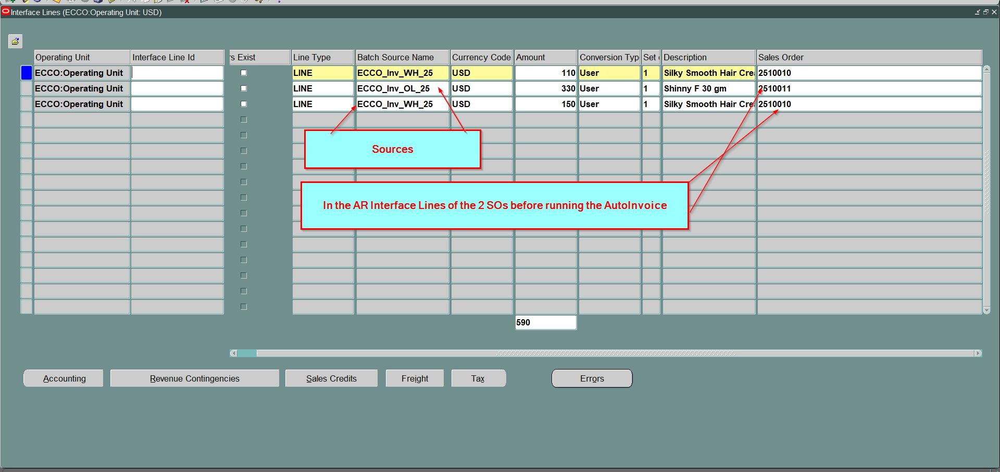 Interface Lines (ECCO:Operating Unit: USD)
Operating Unit Interface Line Id s Exist Line Type Batch Source Name Currency Code Amount Conversion Typ Set Description Sales Order
ECCO:Operating Unit LINE ECCO_Inv_WH_25 USD 110 User 1 Silky Smooth Hair Crea 2510010
ECCO:Operating Unit LINE ECCO_Inv_OL_25 USD 330 User 1 Shinny F 30 gm 2510011
ECCO:Operating Unit LINE ECCO_Inv_WH_25 USD 150 User 1 Silky Smooth Hair Crea 2510010
Sources
In the AR Interface Lines of the 2 SOs before running the AutoInvoice
590
Accounting Revenue Contingencies Sales Credits Freight Tax Errors